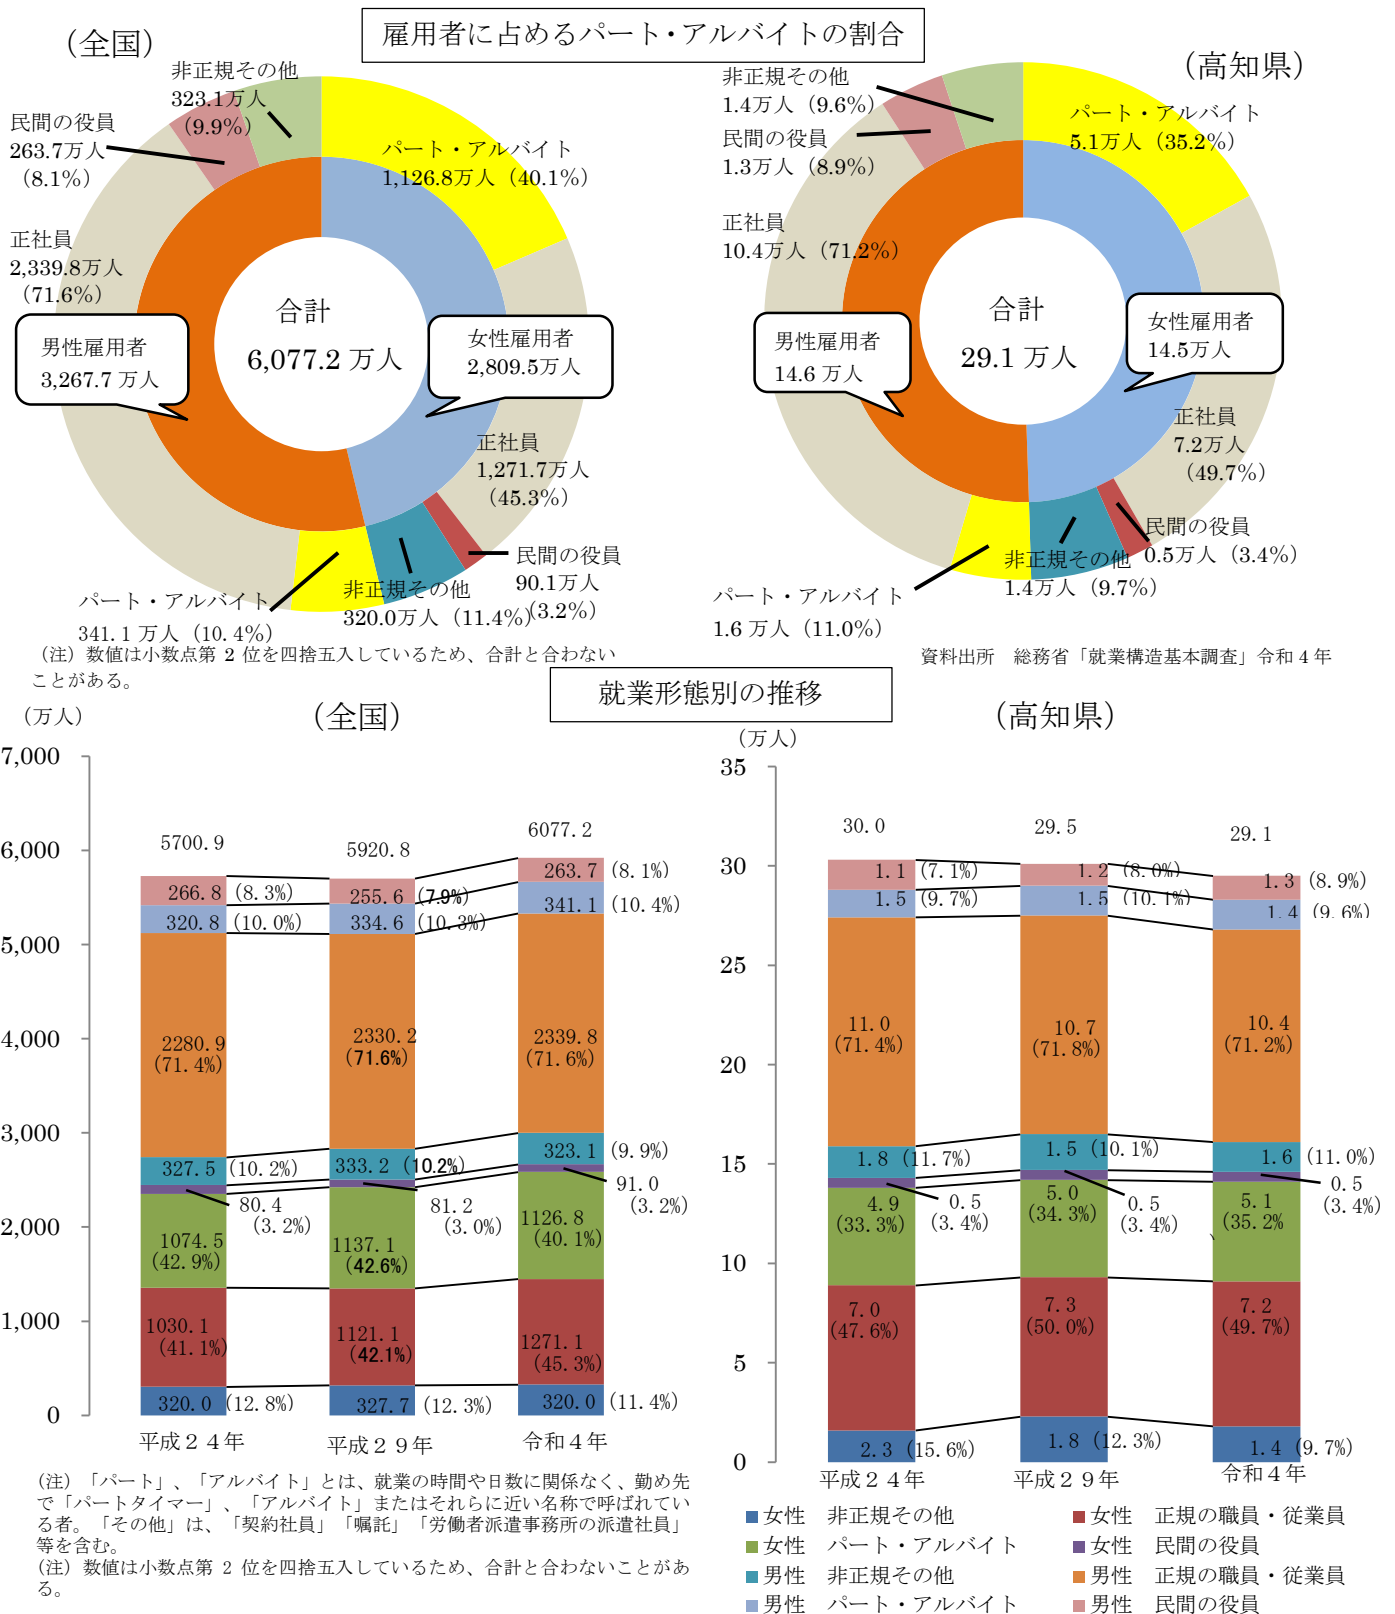 雇用者に占めるパート・アルバイトの割合
（全国）
（高知県）
非正規その他
323.1万人
（9.9%）
民間の役員
263.7万人
（8.1%）
パート・アルバイト
1,126.8万人（40.1%）
正社員
2,339.8万人
（71.6%）
合計
6,077.2 万人
男性雇用者
3,267.7 万人
女性雇用者
2,809.5万人
正社員
1,271.7万人
（45.3%）
民間の役員
90.1万人
（3.2%）
非正規その他
320.0万人（11.4%）
パート・アルバイト
341.1 万人（10.4%）
非正規その他
1.4万人（9.6%）
民間の役員
1.3万人（8.9%）
パート・アルバイト
5.1万人（35.2%）
正社員
10.4万人（71.2%）
合計
29.1 万人
男性雇用者
14.6 万人
女性雇用者
14.5万人
正社員
7.2万人
（49.7%）
民間の役員
0.5万人（3.4%）
非正規その他
1.4万人（9.7%）
パート・アルバイト
1.6 万人（11.0%）
（注）数値は小数点第 2 位を四捨五入しているため、合計と合わない
ことがある。
資料出所　総務省「就業構造基本調査」令和４年
就業形態別の推移
（万人）
（全国）
7,000
6,000
5,000
4,000
3,000
2,000
1,000
0
5700.9
5920.8
6077.2
266.8（8.3%）
255.6（7.9%）
263.7（8.1%）
320.8（10.0%）
334.6（10.3%）
341.1（10.4%）
2280.9
（71.4%）
2330.2
（71.6%）
2339.8
（71.6%）
327.5（10.2%）
333.2（10.2%）
323.1（9.9%）
80.4
（3.2%）
81.2
（3.0%）
91.0
（3.2%）
1074.5
（42.9%）
1137.1
（42.6%）
1126.8
（40.1%）
1030.1
（41.1%）
1121.1
（42.1%）
1271.1
（45.3%）
320.0（12.8%）
327.7（12.3%）
320.0（11.4%）
平成２４年
平成２９年
令和４年
（高知県）
（万人）
35
30
25
20
15
10
5
0
30.0
29.5
29.1
1.1（7.1%）
1.2（8.0%）
1.3（8.9%）
1.5（9.7%）
1.5（10.1%）
1.4（9.6%）
11.0
（71.4%）
10.7
（71.8%）
10.4
（71.2%）
1.8（11.7%）
1.5（10.1%）
1.6（11.0%）
0.5
（3.4%）
0.5
（3.4%）
0.5
（3.4%）
4.9
（33.3%）
5.0
（34.3%）
5.1
（35.2%
7.0
（47.6%）
7.3
（50.0%）
7.2
（49.7%）
2.3（15.6%）
1.8（12.3%）
1.4（9.7%）
平成２４年
平成２９年
令和４年
（注）「パート」、「アルバイト」とは、就業の時間や日数に関係なく、勤め先
で「パートタイマー」、「アルバイト」またはそれらに近い名称で呼ばれてい
る者。「その他」は、「契約社員」「嘱託」「労働者派遣事務所の派遣社員」
等を含む。
（注）数値は小数点第 2 位を四捨五入しているため、合計と合わないことがあ
る。
女性　非正規その他
女性　正規の職員・従業員
女性　パート・アルバイト
女性　民間の役員
男性　非正規その他
男性　正規の職員・従業員
男性　パート・アルバイト
男性　民間の役員